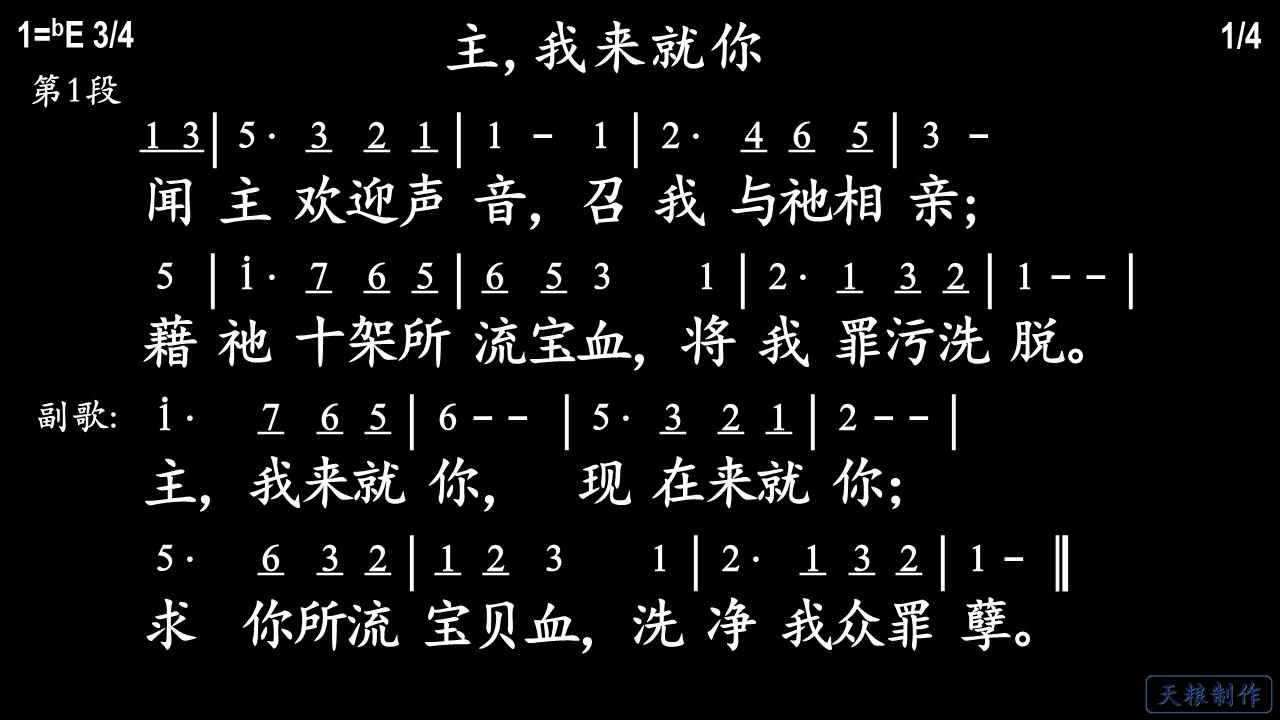 1=ᵇE 3/4
主,我来就你
1/4
第1段
1 3 | 5· 3 2 1 | 1 – 1 | 2· 4 6 5 | 3 –
闻 主 欢迎声 音, 召 我 与祂相 亲;
5 | i· 7 6 5 | 6 5 3 1 | 2· 1 3 2 | 1 – – |
藉 祂 十架所 流宝血, 将 我 罪污洗 脱。
副歌: i· 7 6 5 | 6 – – | 5· 3 2 1 | 2 – – |
主, 我来就 你, 现 在来就 你;
5· 6 3 2 | 1 2 3 1 | 2· 1 3 2 | 1 – ‖
求 你所流 宝贝血, 洗 净 我众罪 孽。
天粮制作